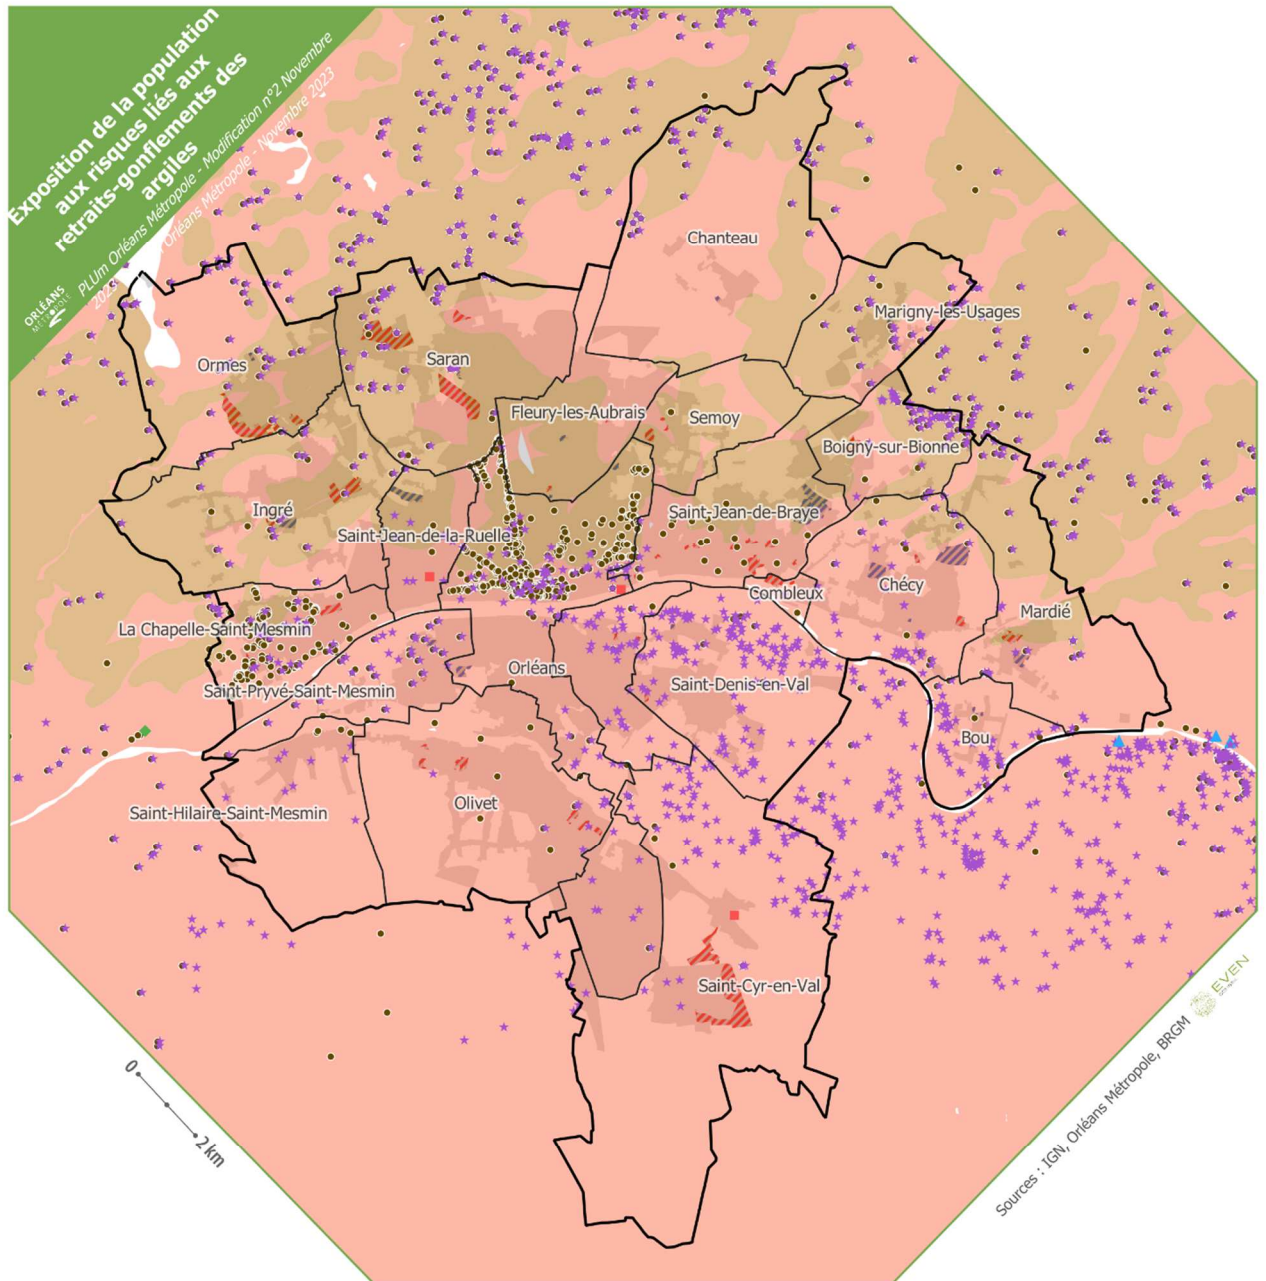 Exposition de la population
aux risques liés aux
retraits-gonflements des
argiles
PLUm Orléans Métropole - Modification n°2 Novembre
2023
Orléans Métropole - Novembre 2023
ORLÉANS
MÉTROPOLE
Chanteau
Marigny-les-Usages
Ormes
Saran
Fleury-les-Aubrais
Semoy
Boigny-sur-Bionne
Ingré
Saint-Jean-de-la-Ruelle
Saint-Jean-de-Braye
Chécy
Combleux
Mardié
La Chapelle-Saint-Mesmin
Orléans
Saint-Pryvé-Saint-Mesmin
Saint-Denis-en-Val
Bou
Saint-Hilaire-Saint-Mesmin
Olivet
Saint-Cyr-en-Val
0
2 km
Sources : IGN, Orléans Métropole, BRGM
EVEN